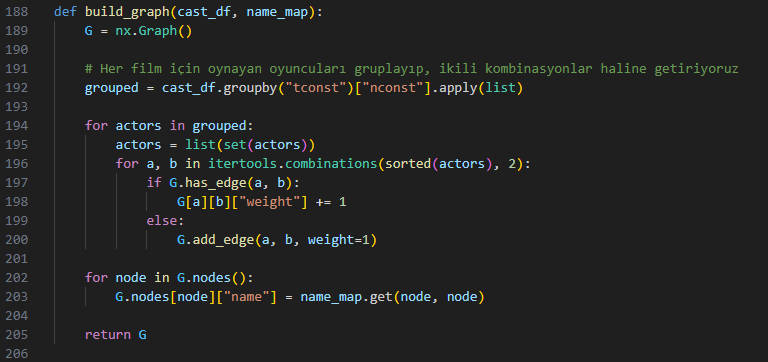 188 def build_graph(cast_df, name_map):
189     G = nx.Graph()
190
191     # Her film için oynayan oyuncuları gruplayıp, ikili kombinasyonlar haline getiriyoruz
192     grouped = cast_df.groupby("tconst")["nconst"].apply(list)
193
194     for actors in grouped:
195         actors = list(set(actors))
196         for a, b in itertools.combinations(sorted(actors), 2):
197             if G.has_edge(a, b):
198                 G[a][b]["weight"] += 1
199             else:
200                 G.add_edge(a, b, weight=1)
201
202     for node in G.nodes():
203         G.nodes[node]["name"] = name_map.get(node, node)
204
205     return G
206